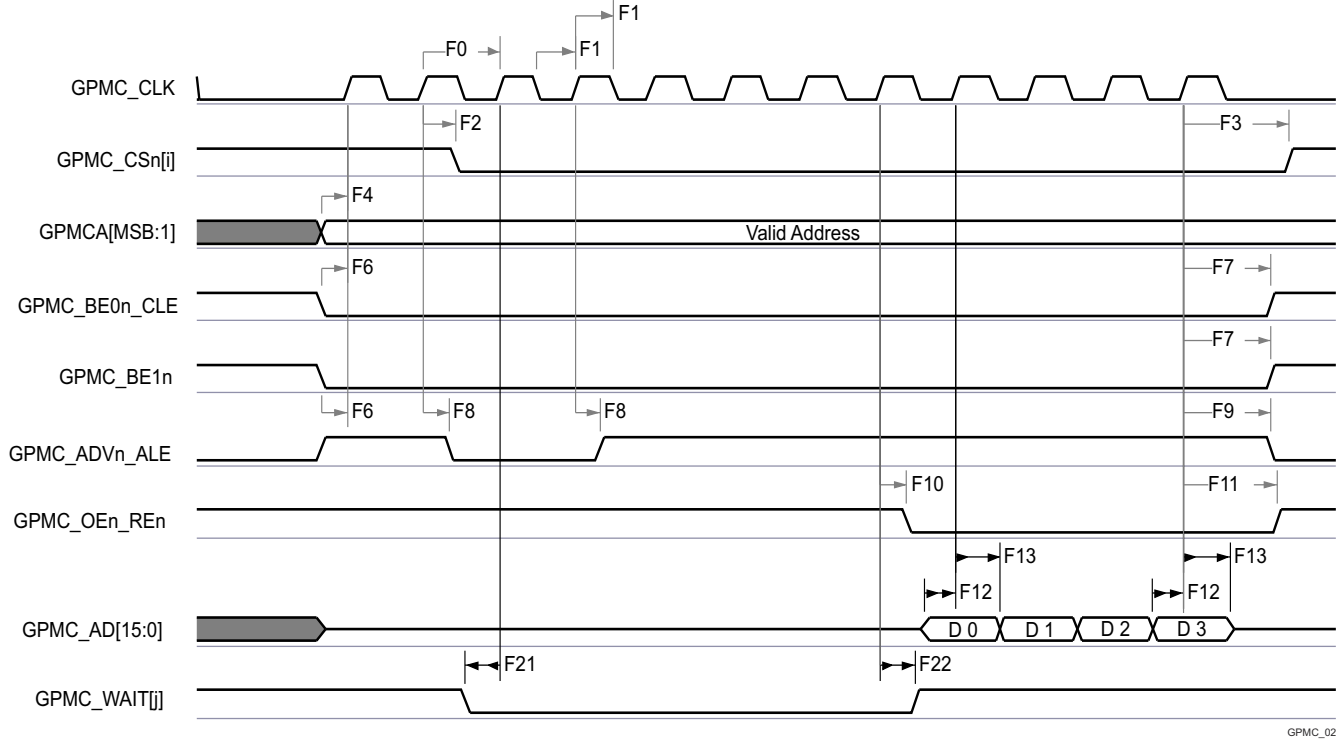 F1
F0 F1
GPMC_CLK
F2 F3
GPMC_CSn[i]
F4
GPMCA[MSB:1] Valid Address
F6 F7
GPMC_BE0n_CLE
F7
GPMC_BE1n
F6 F8 F8 F9
GPMC_ADVn_ALE
F10 F11
GPMC_OEn_REn
F13 F13
F12 F12
GPMC_AD[15:0] D 0 D 1 D 2 D 3
F21 F22
GPMC_WAIT[j]
GPMC_02